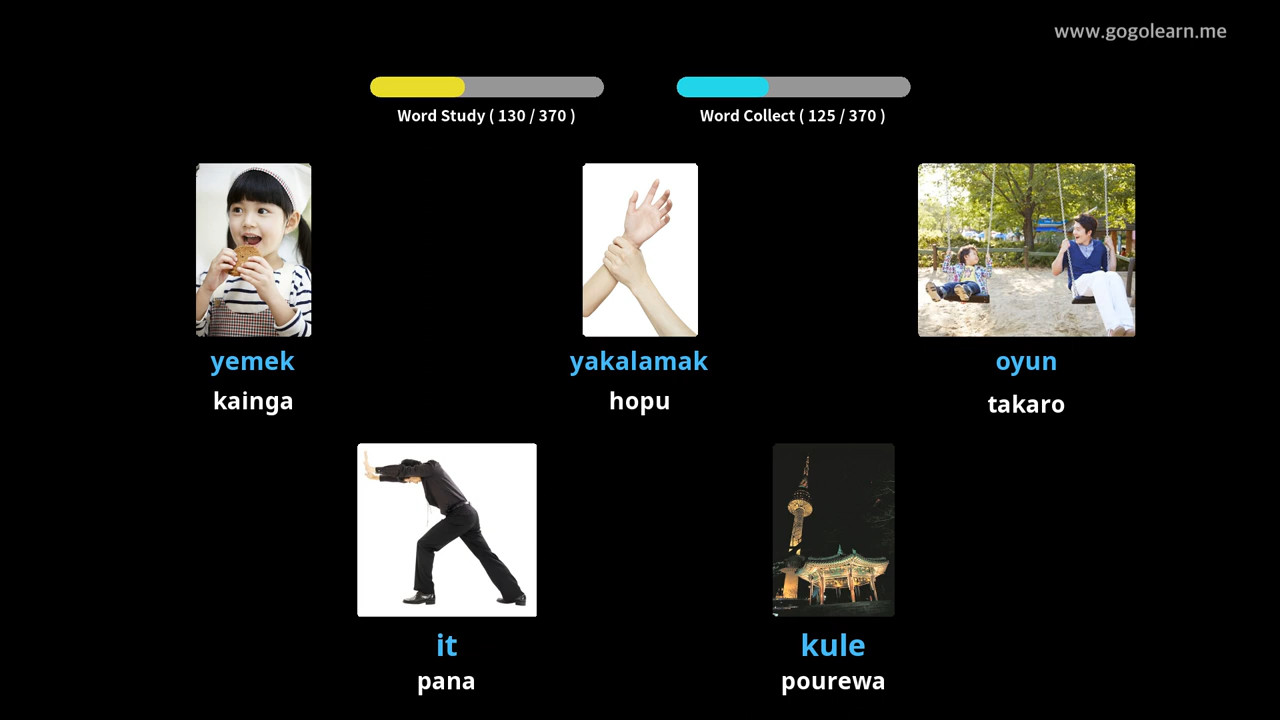 www.gogolearn.me
Word Study ( 130 / 370 )
Word Collect ( 125 / 370 )
yemek
kainga
yakalamak
hopu
oyun
takaro
it
pana
kule
pourewa